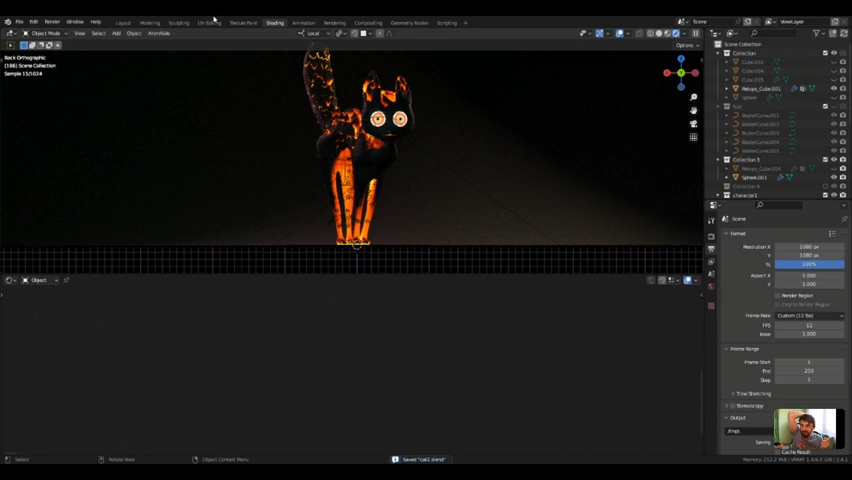 File Edit Render Window Help Layout Modeling Sculpting UV Editing Texture Paint Shading Animation Rendering Compositing Geometry Nodes Scripting Scene ViewLayer
Object Mode View Select Add Object AnimAide Local
Options
Back Orthographic
(186) Scene Collection
Sample 15/1024
Scene Collection
Collection
Cube.003
Cube.004
Cube.005
Retopo_Cube.001
Sphere
BezierCurve.001
BezierCurve.002
BezierCurve.003
BezierCurve.004
BezierCurve.005
Collection 3
Retopo_Cube.004
Sphere.001
Collection 4
character1
Scene
Format
Resolution X 1080 px
Y 1080 px
% 100%
Aspect X 1.000
Y 1.000
Render Region
Crop to Render Region
Frame Rate Custom (12 fps)
FPS 12
Base 1.000
Frame Range
Frame Start 1
End 250
Step 1
Time Stretching
Stereoscopy
Output
/tmp\
Saving
Cache Result
Object
Select Rotate View Object Context Menu Saved "cat2.blend"